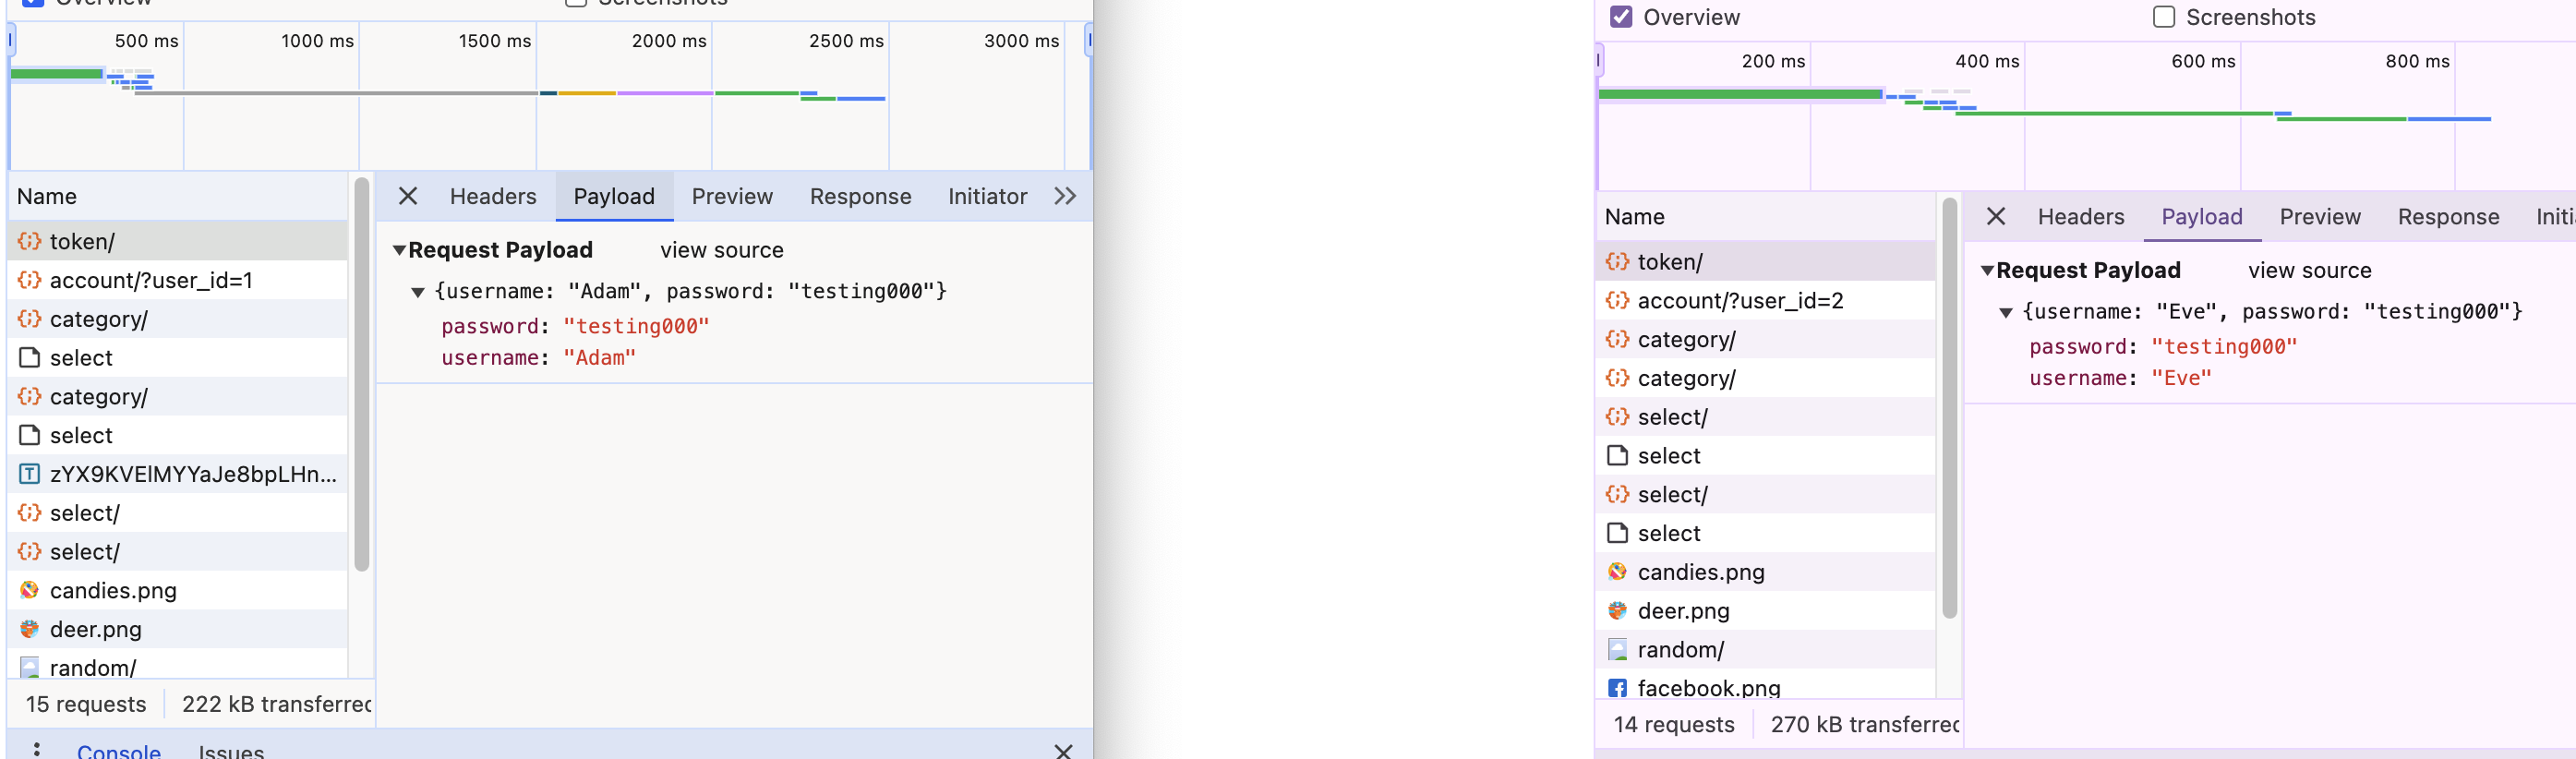 Overview Screenshots
500 ms 1000 ms 1500 ms 2000 ms 2500 ms 3000 ms
Name
token/
account/?user_id=1
category/
select
category/
select
zYX9KVElMYYaJe8bpLHn...
select/
select/
candies.png
deer.png
random/
15 requests 222 kB transferred
Headers Payload Preview Response Initiator
Request Payload view source
{username: "Adam", password: "testing000"}
password: "testing000"
username: "Adam"
Console Issues
Overview Screenshots
200 ms 400 ms 600 ms 800 ms
Name
token/
account/?user_id=2
category/
category/
select/
select
select/
select
candies.png
deer.png
random/
facebook.png
14 requests 270 kB transferred
Headers Payload Preview Response Initi
Request Payload view source
{username: "Eve", password: "testing000"}
password: "testing000"
username: "Eve"